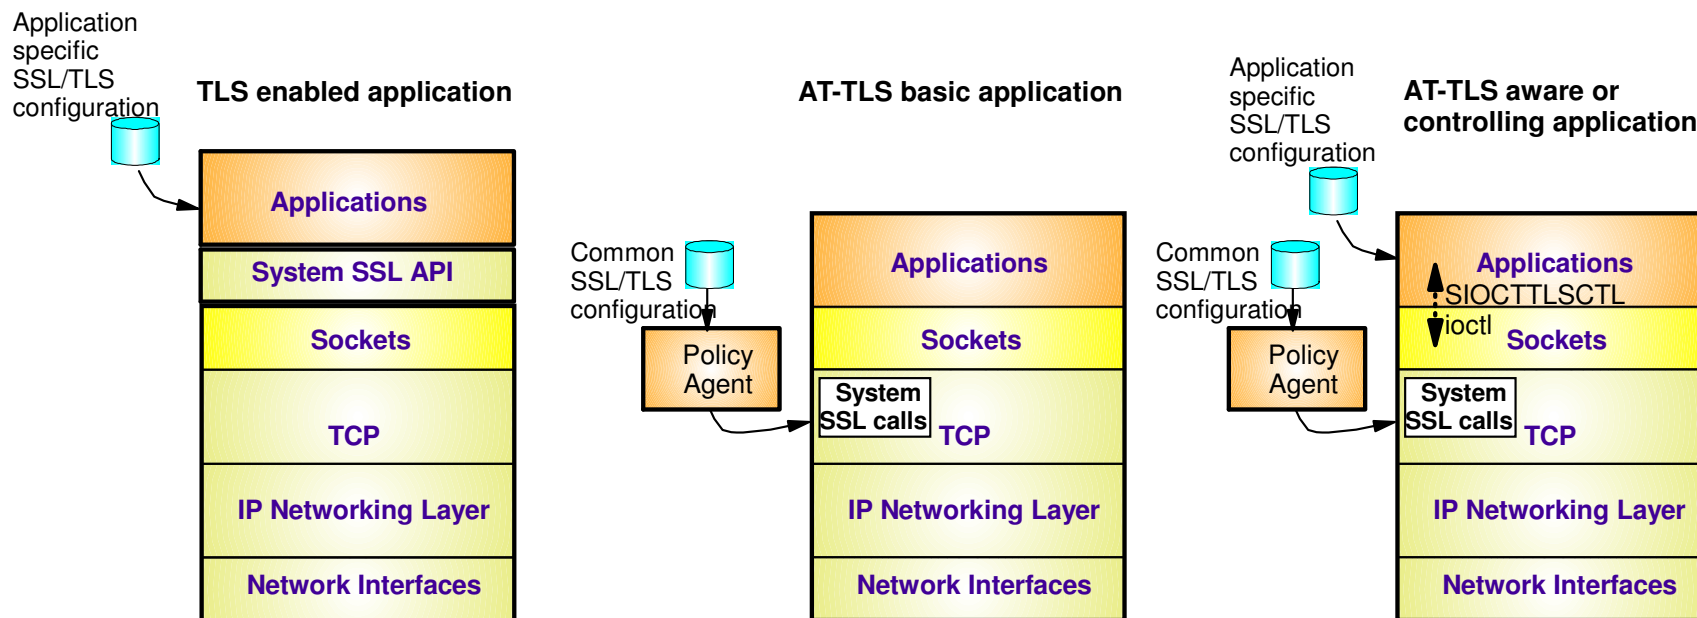 Application
specific
SSL/TLS
configuration
TLS enabled application
Applications
System SSL API
Sockets
TCP
IP Networking Layer
Network Interfaces
AT-TLS basic application
Common
SSL/TLS
configuration
Policy
Agent
Applications
Sockets
System
SSL calls
TCP
IP Networking Layer
Network Interfaces
Application
specific
SSL/TLS
configuration
AT-TLS aware or
controlling application
Common
SSL/TLS
configuration
Policy
Agent
Applications
SIOCTTLSCTL
ioctl
Sockets
System
SSL calls
TCP
IP Networking Layer
Network Interfaces